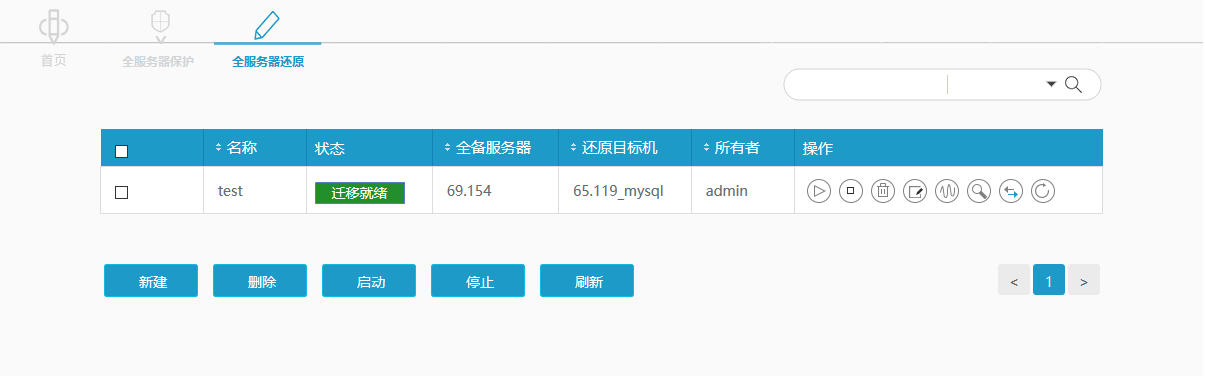 首页
全服务器保护
全服务器还原
名称 状态 全备服务器 还原目标机 所有者 操作
test 迁移就绪 69.154 65.119_mysql admin
新建 删除 启动 停止 刷新 < 1 >